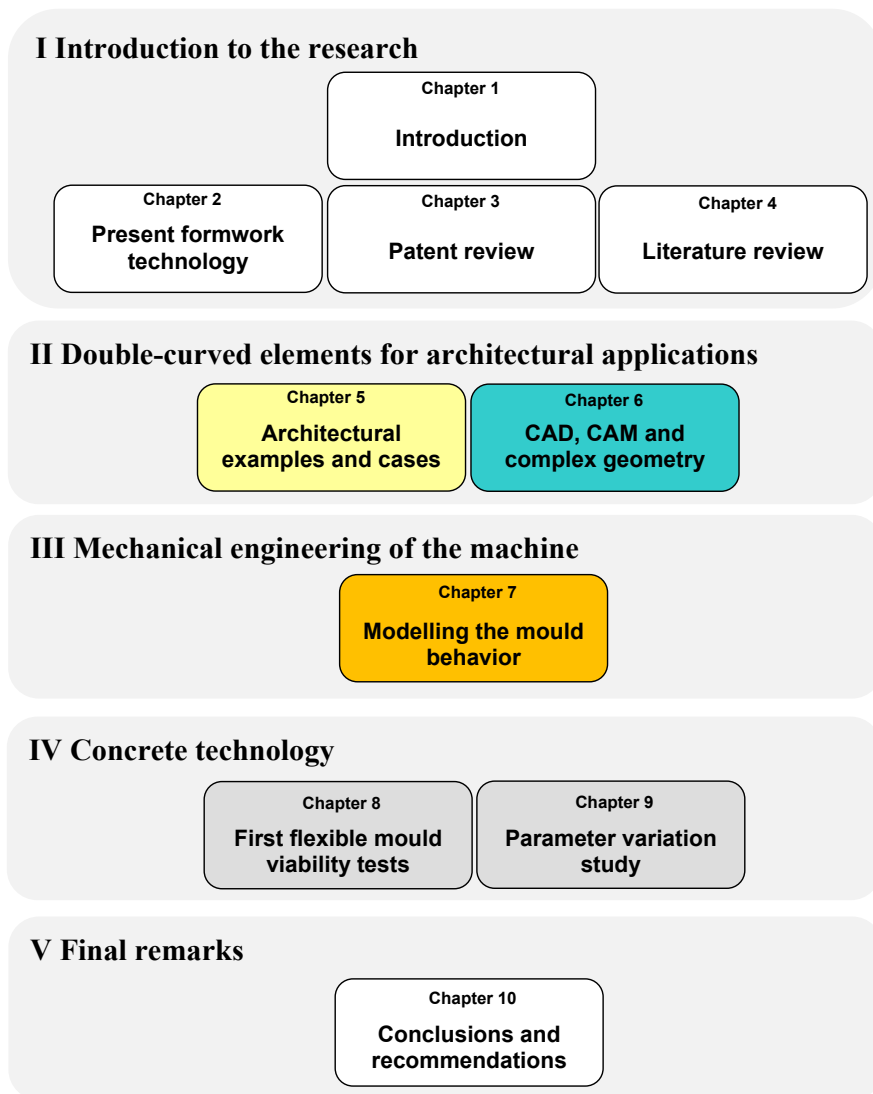 I Introduction to the research
Chapter 1
Introduction
Chapter 2
Present formwork
technology
Chapter 3
Patent review
Chapter 4
Literature review
II Double-curved elements for architectural applications
Chapter 5
Architectural
examples and cases
Chapter 6
CAD, CAM and
complex geometry
III Mechanical engineering of the machine
Chapter 7
Modelling the mould
behavior
IV Concrete technology
Chapter 8
First flexible mould
viability tests
Chapter 9
Parameter variation
study
V Final remarks
Chapter 10
Conclusions and
recommendations